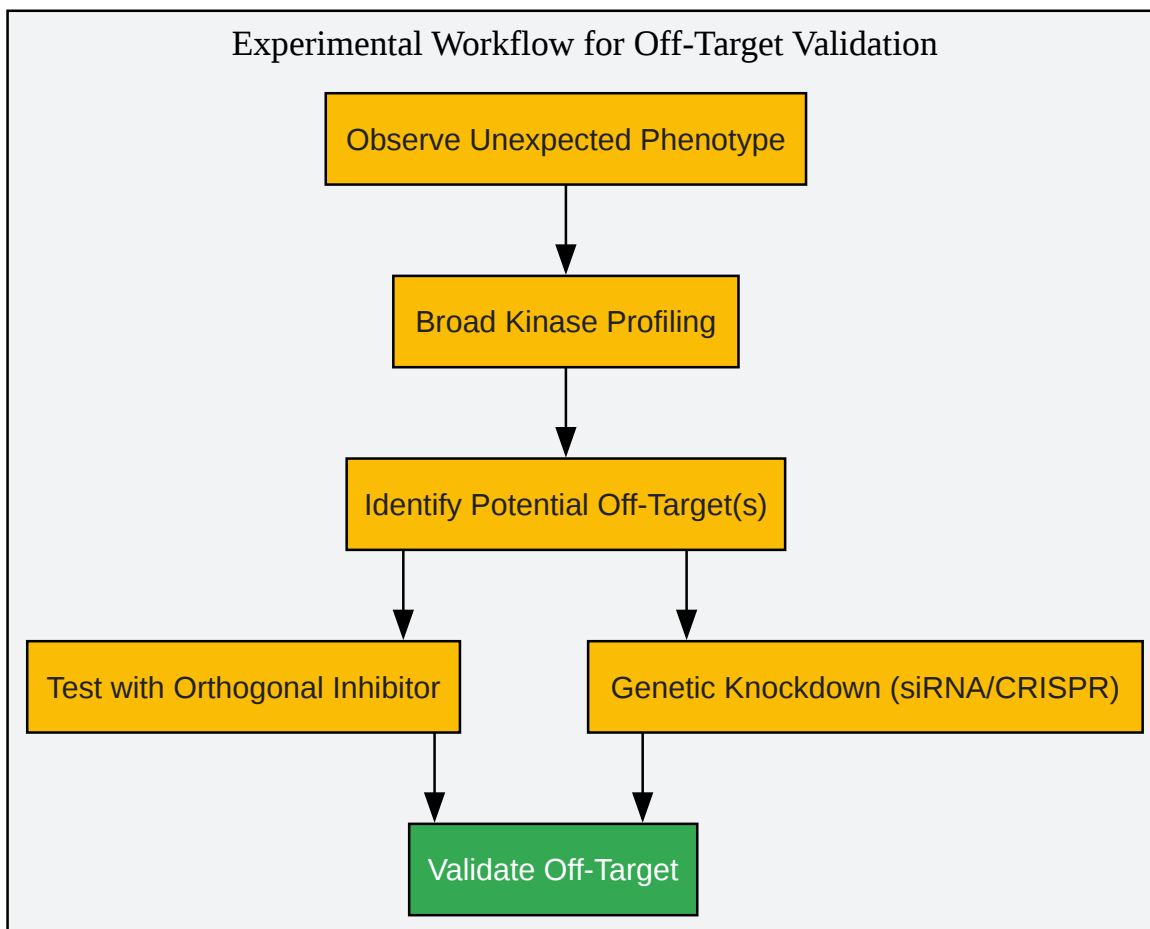 Experimental Workflow for Off-Target Validation
Observe Unexpected Phenotype
Broad Kinase Profiling
Identify Potential Off-Target(s)
Test with Orthogonal Inhibitor
Genetic Knockdown (siRNA/CRISPR)
Validate Off-Target